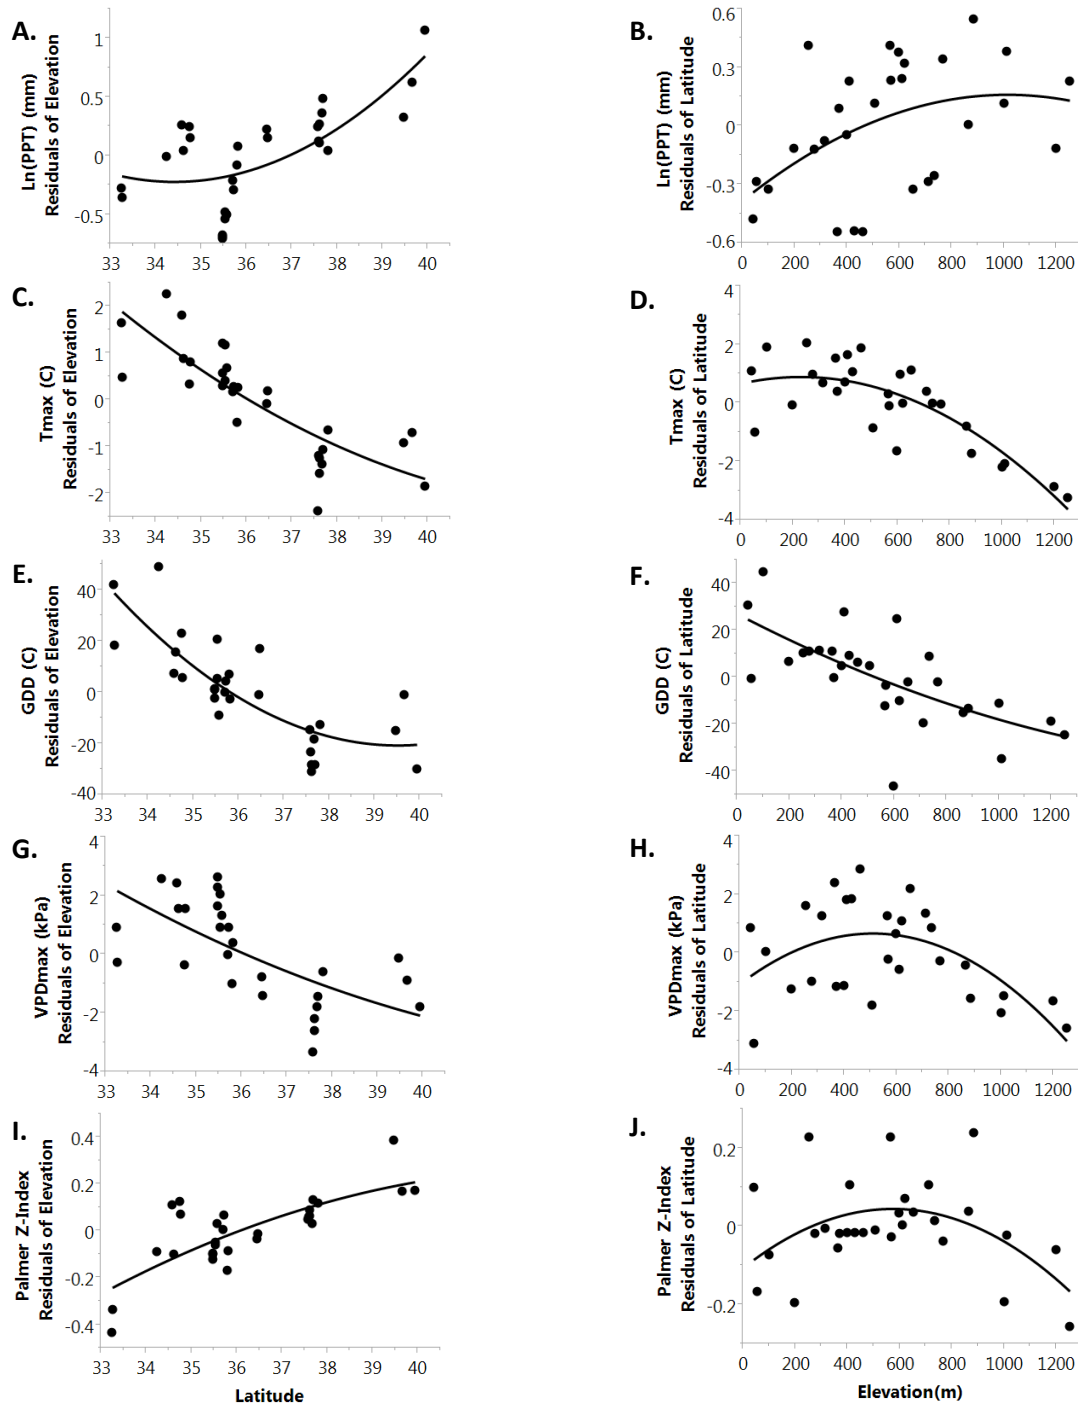 A.
Ln(PPT) (mm)
Residuals of Elevation
1
0.5
0
-0.5
33 34 35 36 37 38 39 40
B.
Ln(PPT) (mm)
Residuals of Latitude
0.6
0.3
0
-0.3
-0.6
0 200 400 600 800 1000 1200
C.
Tmax (C)
Residuals of Elevation
2
1
0
-1
-2
33 34 35 36 37 38 39 40
D.
Tmax (C)
Residuals of Latitude
4
2
0
-2
-4
0 200 400 600 800 1000 1200
E.
GDD (C)
Residuals of Elevation
40
20
0
-20
-40
33 34 35 36 37 38 39 40
F.
GDD (C)
Residuals of Latitude
40
20
0
-20
-40
0 200 400 600 800 1000 1200
G.
VPDmax (kPa)
Residuals of Elevation
4
2
0
-2
-4
33 34 35 36 37 38 39 40
H.
VPDmax (kPa)
Residuals of Latitude
4
2
0
-2
-4
0 200 400 600 800 1000 1200
I.
Palmer Z-Index
Residuals of Elevation
0.4
0.2
0
-0.2
-0.4
33 34 35 36 37 38 39 40
Latitude
J.
Palmer Z-Index
Residuals of Latitude
0.2
0
-0.2
0 200 400 600 800 1000 1200
Elevation(m)